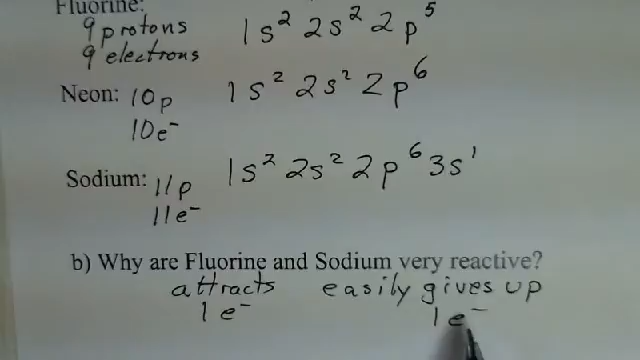 Fluorine:
9 protons 1s² 2s² 2p⁵
9 electrons
Neon: 10p 1s² 2s² 2p⁶
10e⁻
Sodium: 11p 1s² 2s² 2p⁶ 3s¹
11e⁻
b) Why are Fluorine and Sodium very reactive?
attracts easily gives up
1e⁻ 1e⁻